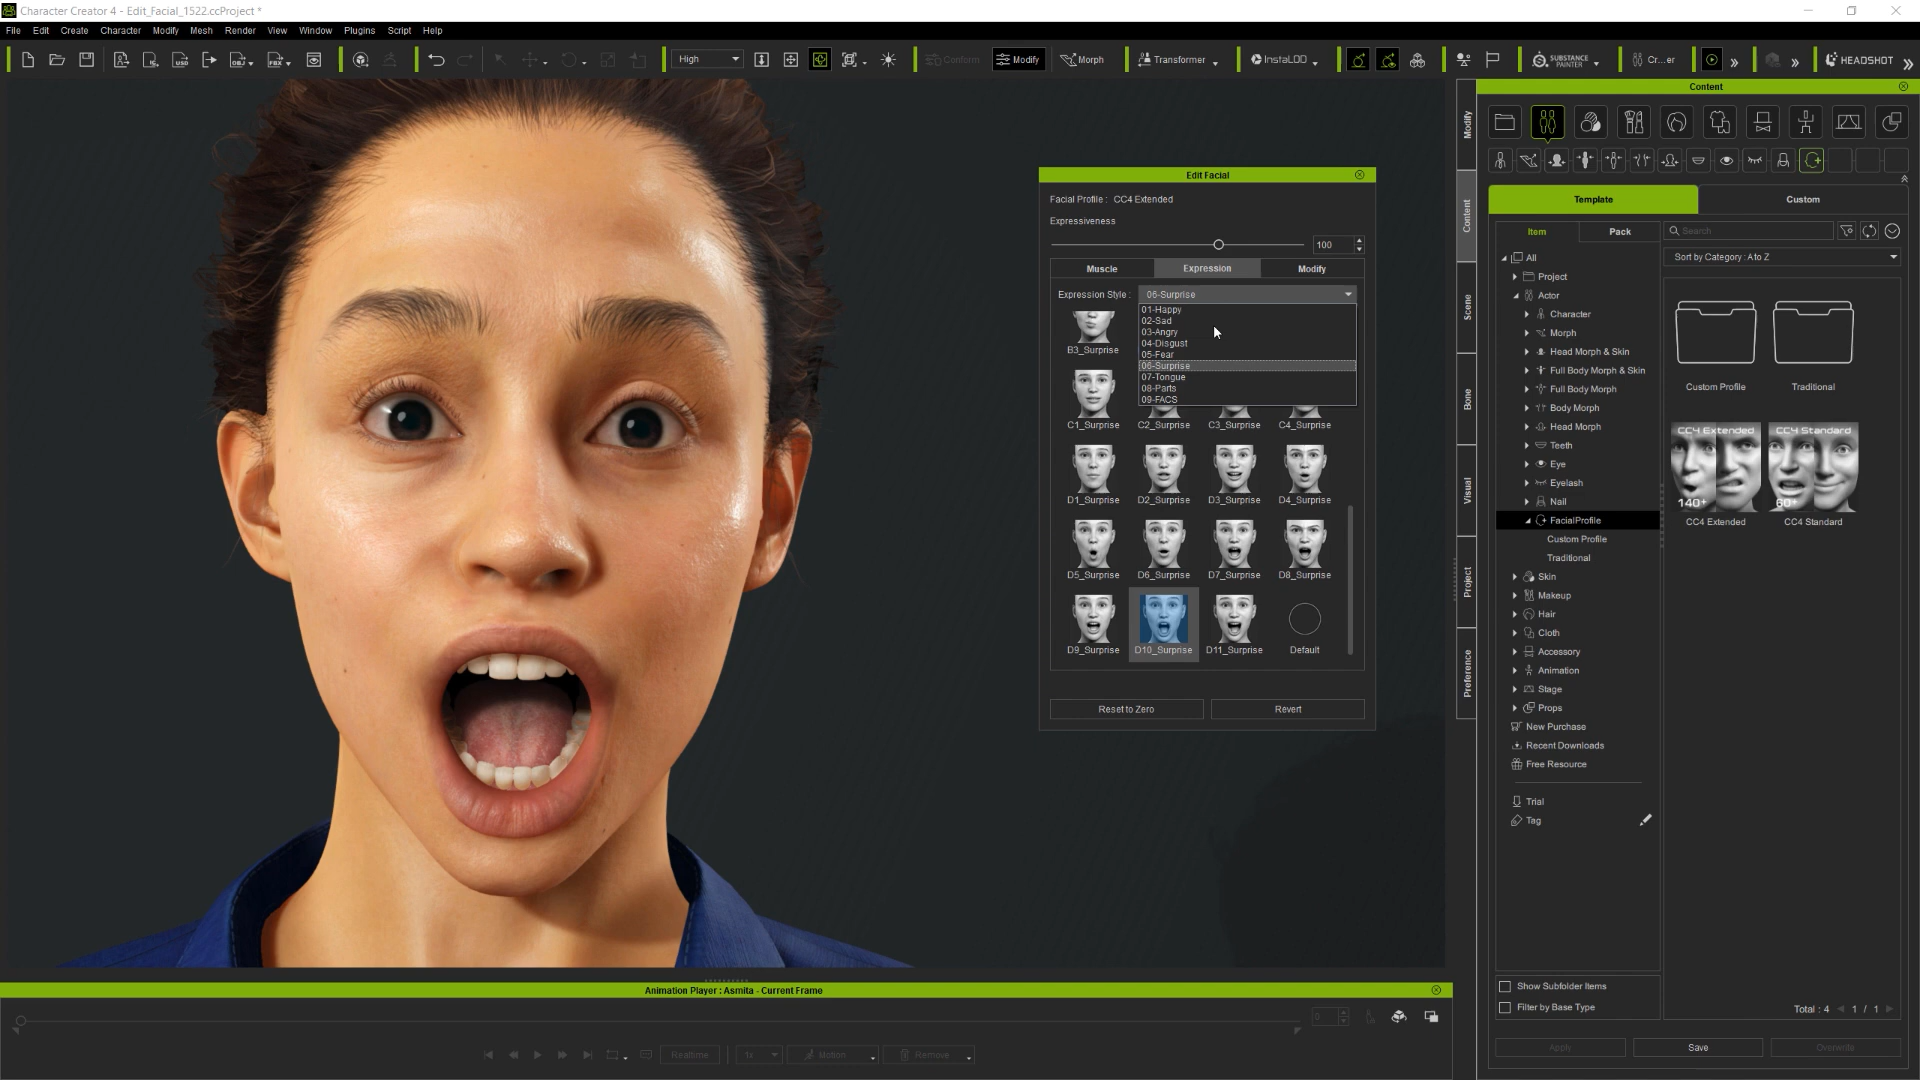 Character Creator 4 - Edit_Facial_1522.ccProject *
File Edit Create Character Modify Mesh Render View Window Plugins Script Help
High Conform Modify Morph Transformer InstaLOD SUBSTANCE PAINTER Cr...er HEADSHOT
Content
Modify
Content
Scene
Bone
Visual
Project
Preference
Template Custom
Item Pack Search
Sort by Category : A to Z
All
Project
Actor
Character
Morph
Head Morph & Skin
Full Body Morph & Skin
Full Body Morph
Body Morph
Head Morph
Teeth
Eye
Eyelash
Nail
FacialProfile
Custom Profile
Traditional
Skin
Makeup
Hair
Cloth
Accessory
Animation
Stage
Props
New Purchase
Recent Downloads
Free Resource
Trial
Tag
Custom Profile Traditional
CC4 Extended CC4 Standard
140+ 60+
CC4 Extended CC4 Standard
Show Subfolder Items
Filter by Base Type
Total : 4 1 / 1
Apply Save Overwrite
Edit Facial
Facial Profile : CC4 Extended
Expressiveness
100
Muscle Expression Modify
Expression Style : 06-Surprise
01-Happy
02-Sad
03-Angry
04-Disgust
05-Fear
06-Surprise
07-Tongue
08-Parts
09-FACS
B3_Surprise
C1_Surprise C2_Surprise C3_Surprise C4_Surprise
D1_Surprise D2_Surprise D3_Surprise D4_Surprise
D5_Surprise D6_Surprise D7_Surprise D8_Surprise
D9_Surprise D10_Surprise D11_Surprise Default
Reset to Zero Revert
Animation Player : Asmita - Current Frame
0
Realtime 1x Motion Remove